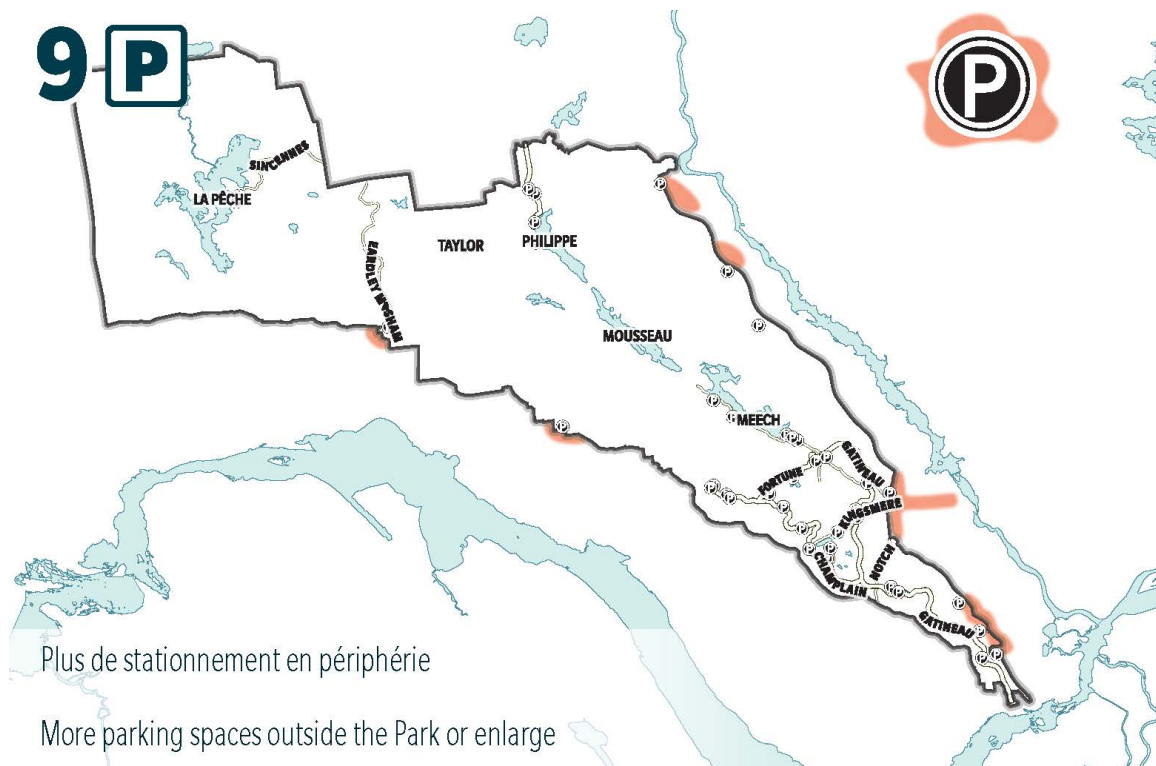 9 P
P
SINCENNES
LA PÊCHE
EARDLEY MASHAM
TAYLOR
PHILIPPE
MOUSSEAU
MEECH
GATINEAU
FORTUNE
KINGSMERE
NOTCH
CHAMPLAIN
GATINEAU
Plus de stationnement en périphérie
More parking spaces outside the Park or enlarge